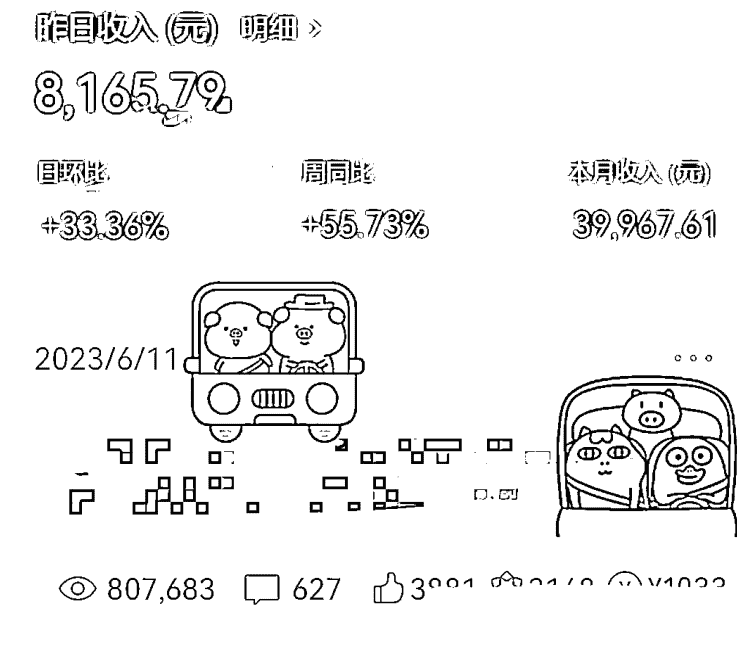 昨日收入 (元) 明细 >
8,165.79
日环比 周同比 本月收入 (元)
+33.36% +55.73% 39,967.61
2023/6/11
807,683 627